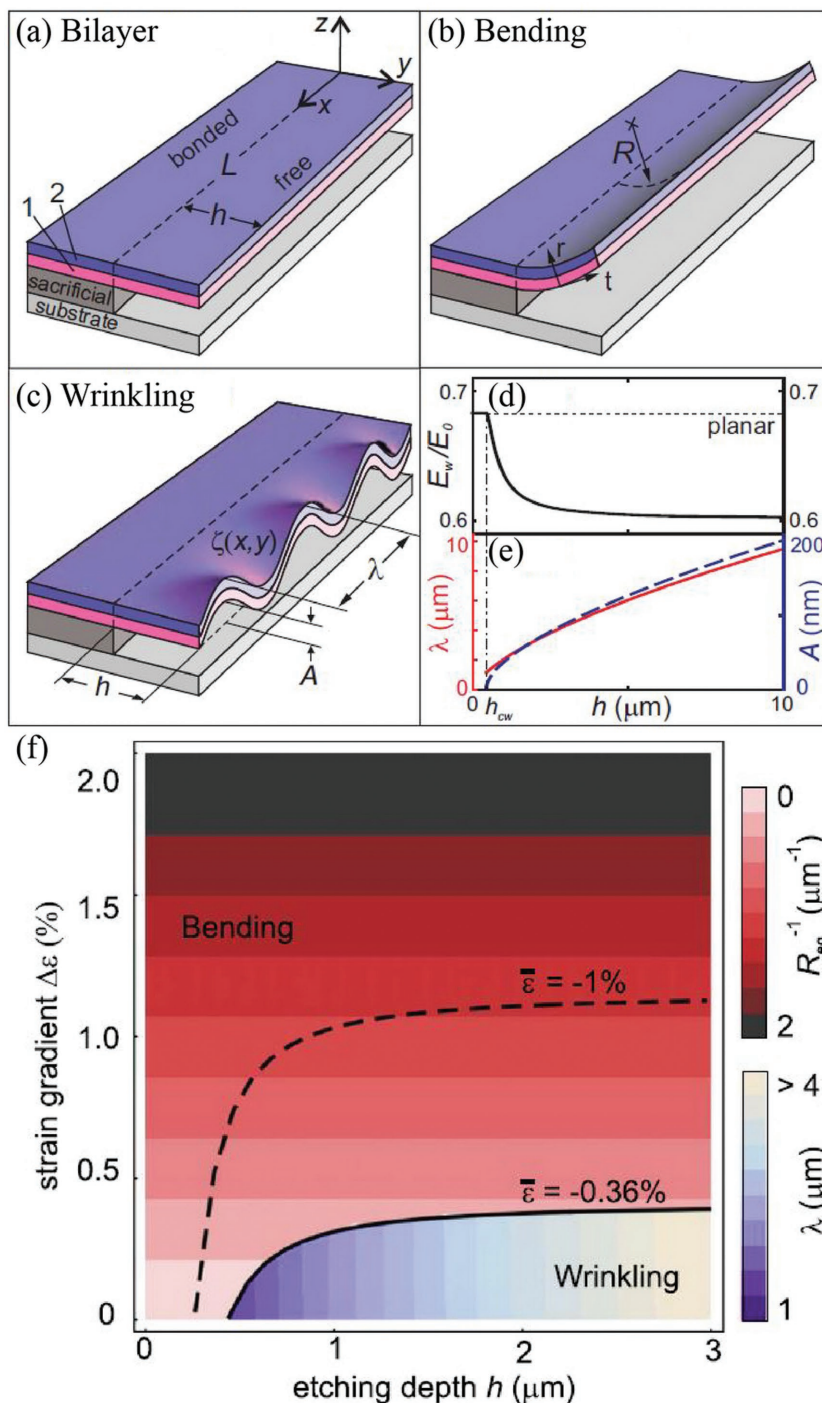 (a) Bilayer
z
y
x
bonded
L
free
h
1
2
sacrificial
substrate
(b) Bending
R
r
t
(c) Wrinkling
ζ(x,y)
λ
A
h
(d)
0.7
0.7
planar
E_w/E_0
0.6
0.6
(e)
10
200
λ (μm)
A (nm)
0
0
0 h_cw h (μm) 10
(f)
2.0
1.5
1.0
0.5
0
strain gradient Δε (%)
Bending
ε̄ = -1%
ε̄ = -0.36%
Wrinkling
0 1 2 3
etching depth h (μm)
0
R_eq^-1 (μm^-1)
2
> 4
λ (μm)
1